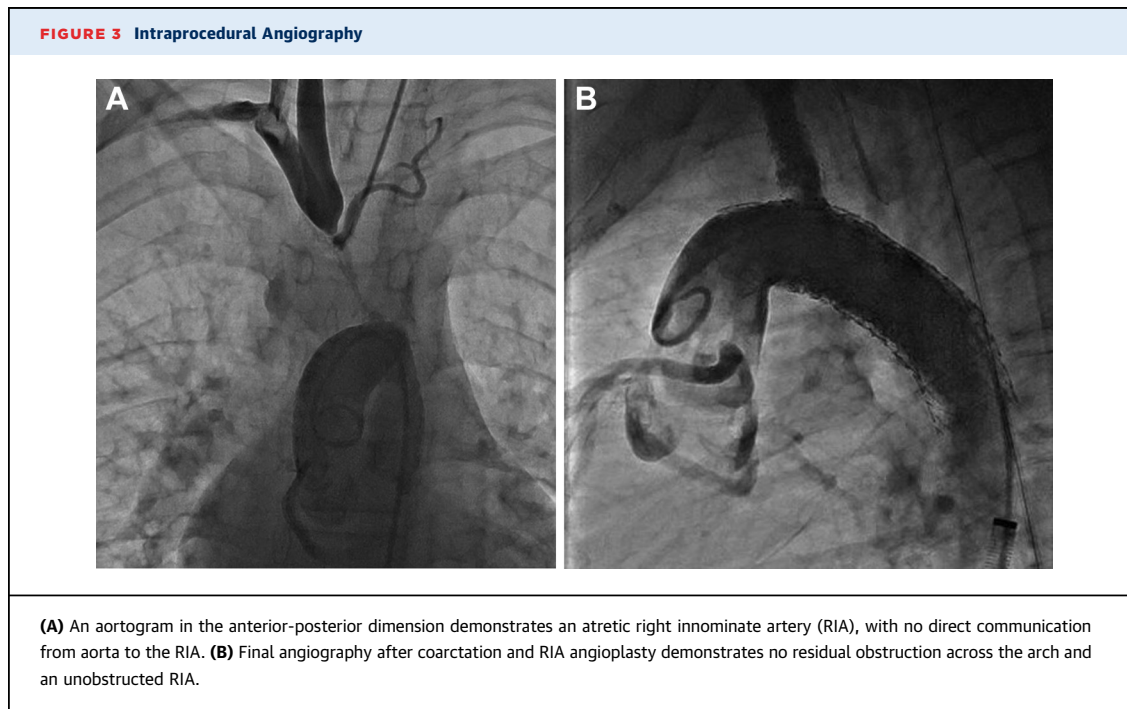 FIGURE 3 Intraprocedural Angiography
A
B
(A) An aortogram in the anterior-posterior dimension demonstrates an atretic right innominate artery (RIA), with no direct communication
from aorta to the RIA. (B) Final angiography after coarctation and RIA angioplasty demonstrates no residual obstruction across the arch and
an unobstructed RIA.